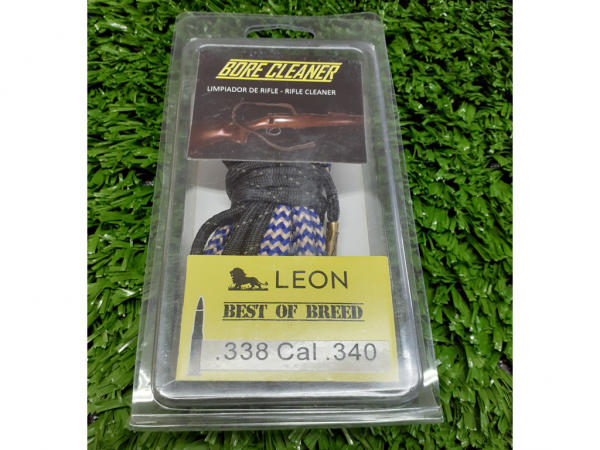 BORE CLEANER
LIMPIADOR DE RIFLE - RIFLE CLEANER
LEON
BEST OF BREED
.338 Cal .340